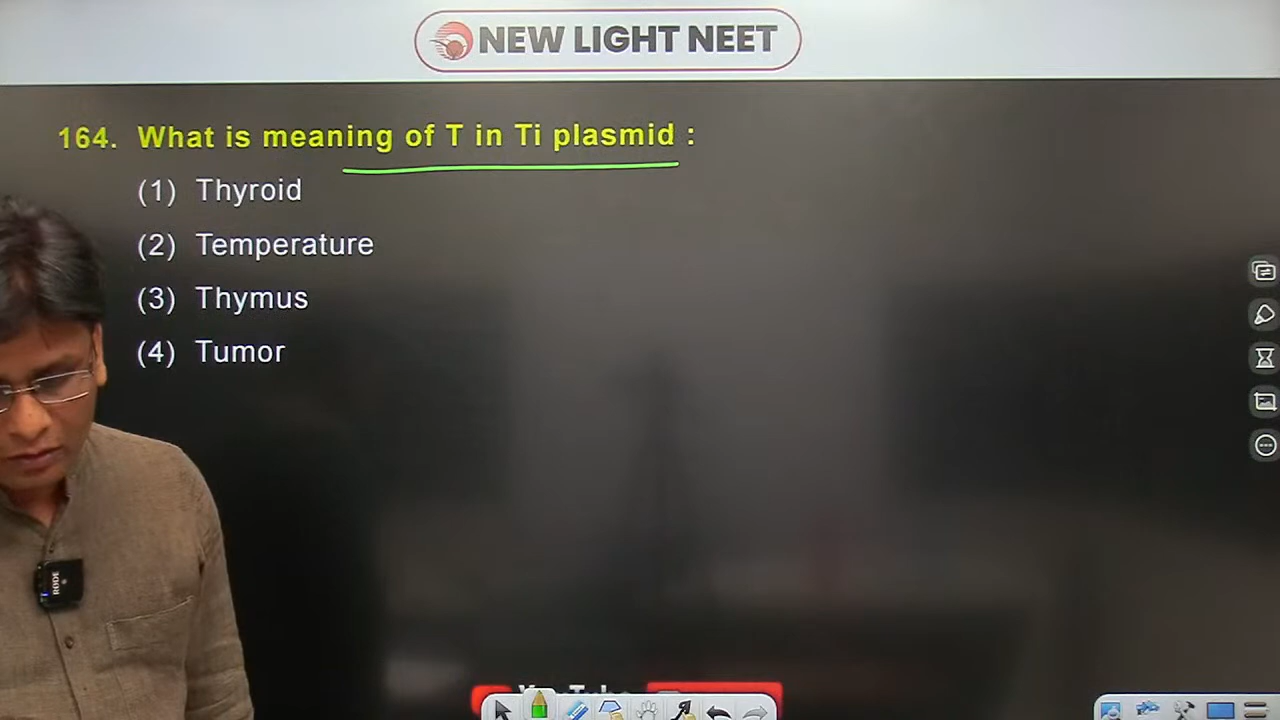 NEW LIGHT NEET
164. What is meaning of T in Ti plasmid :
(1) Thyroid
(2) Temperature
(3) Thymus
(4) Tumor
RODE